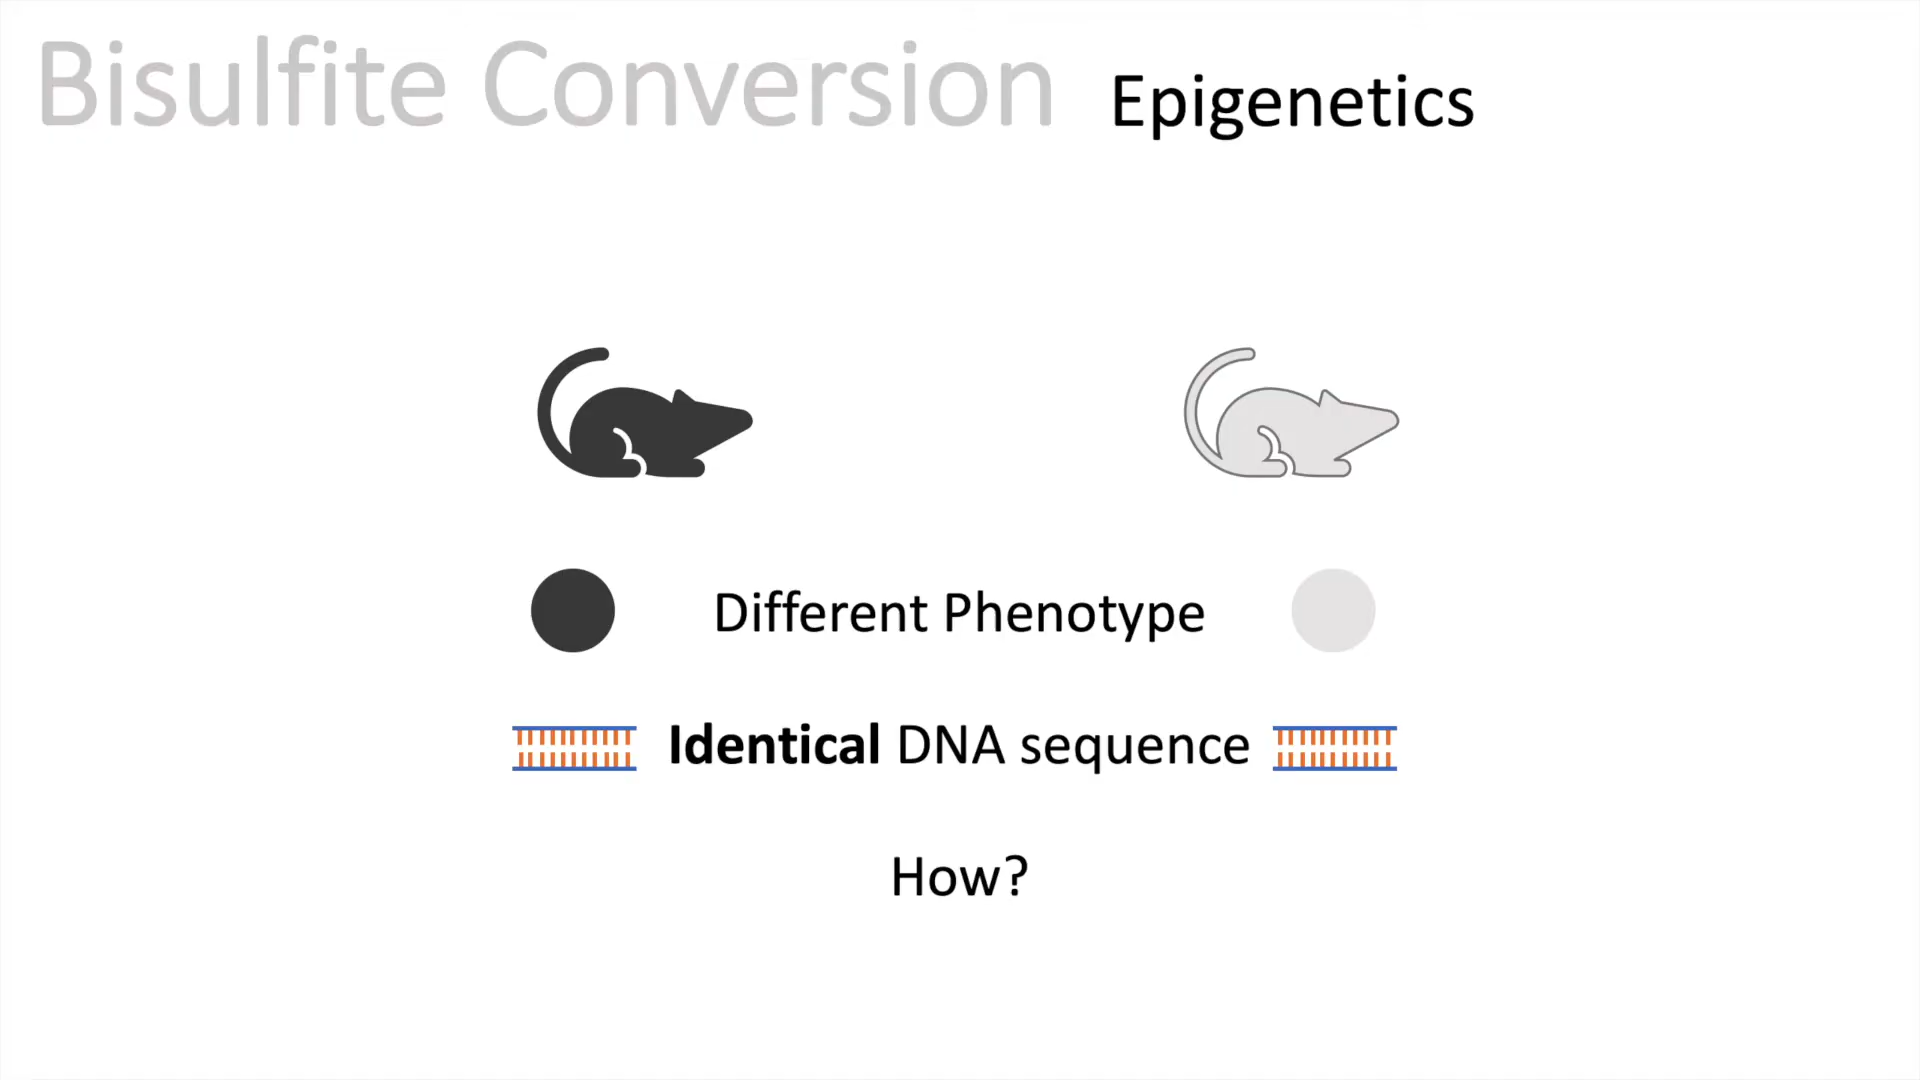 Bisulfite Conversion Epigenetics
Different Phenotype
Identical DNA sequence
How?